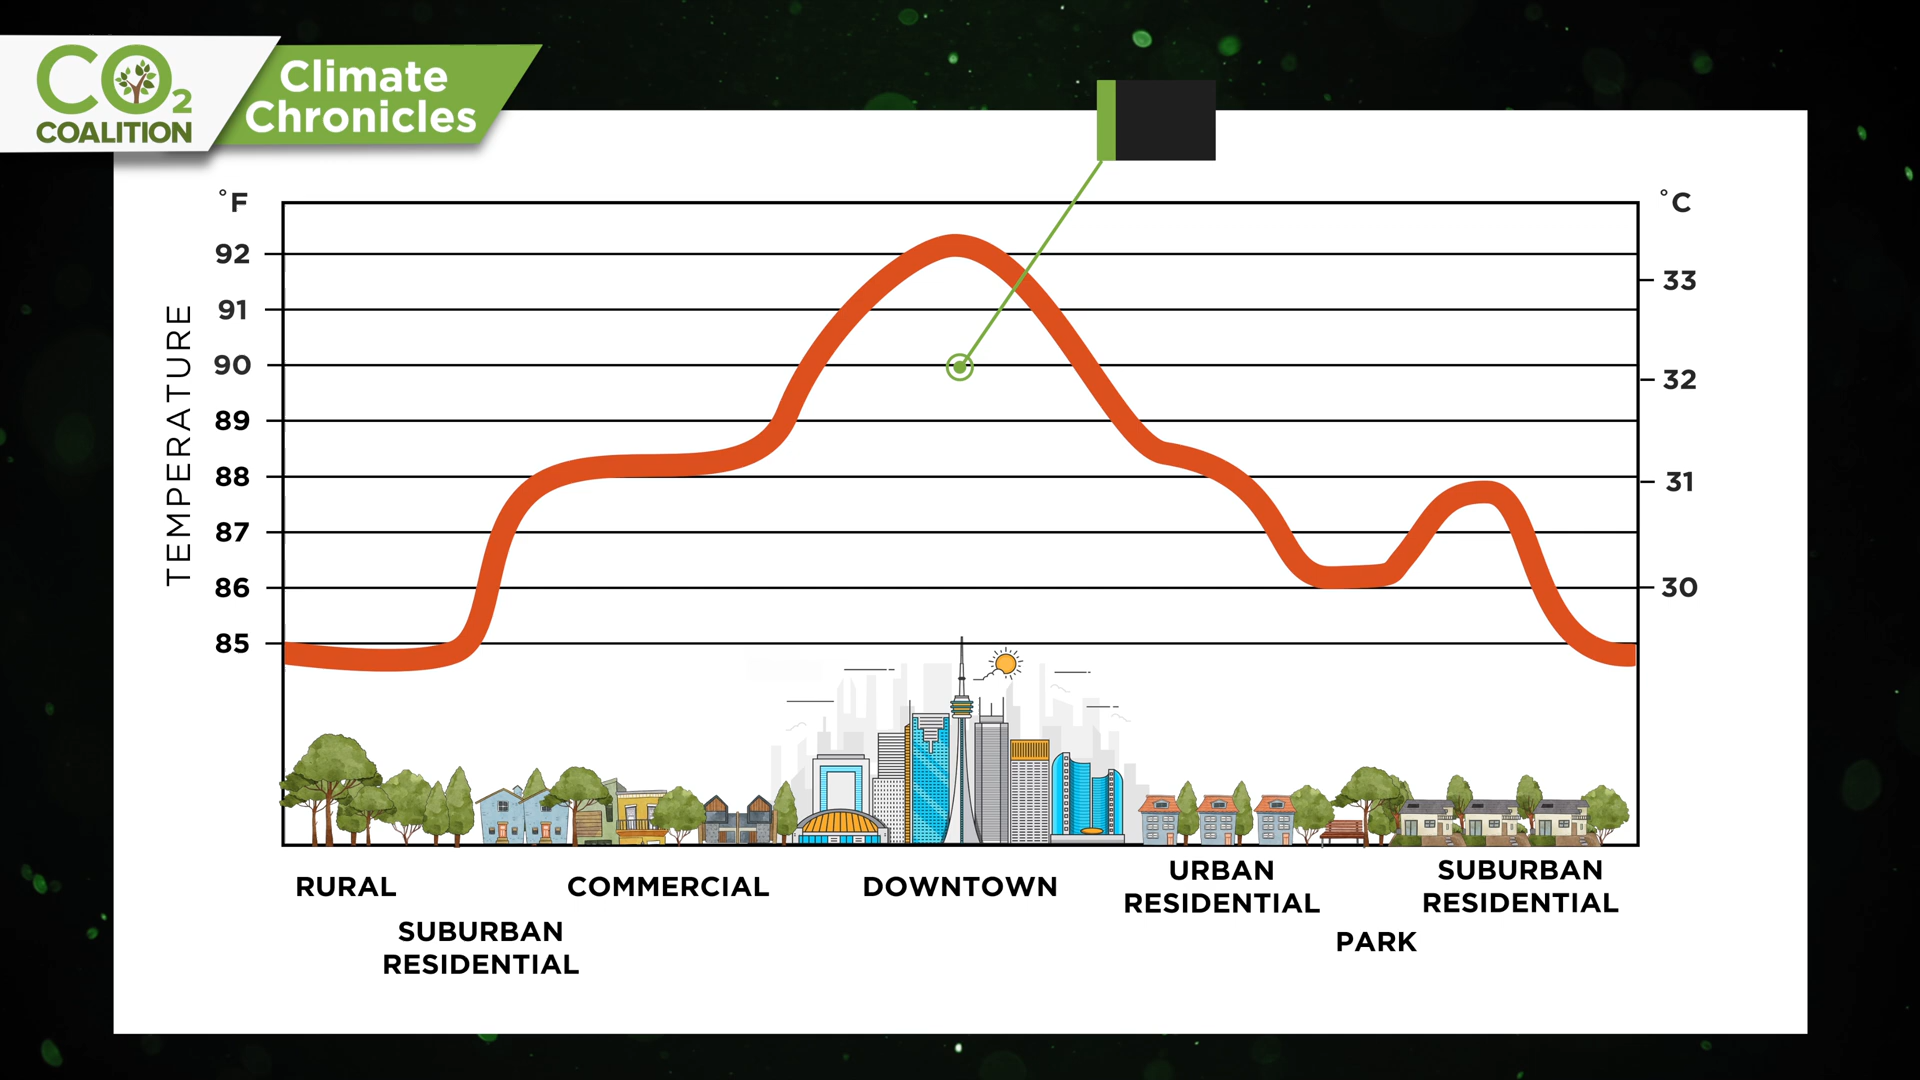 CO2
COALITION
Climate
Chronicles
°F
°C
92
91
90
89
88
87
86
85
33
32
31
30
TEMPERATURE
RURAL
SUBURBAN
RESIDENTIAL
COMMERCIAL
DOWNTOWN
URBAN
RESIDENTIAL
PARK
SUBURBAN
RESIDENTIAL